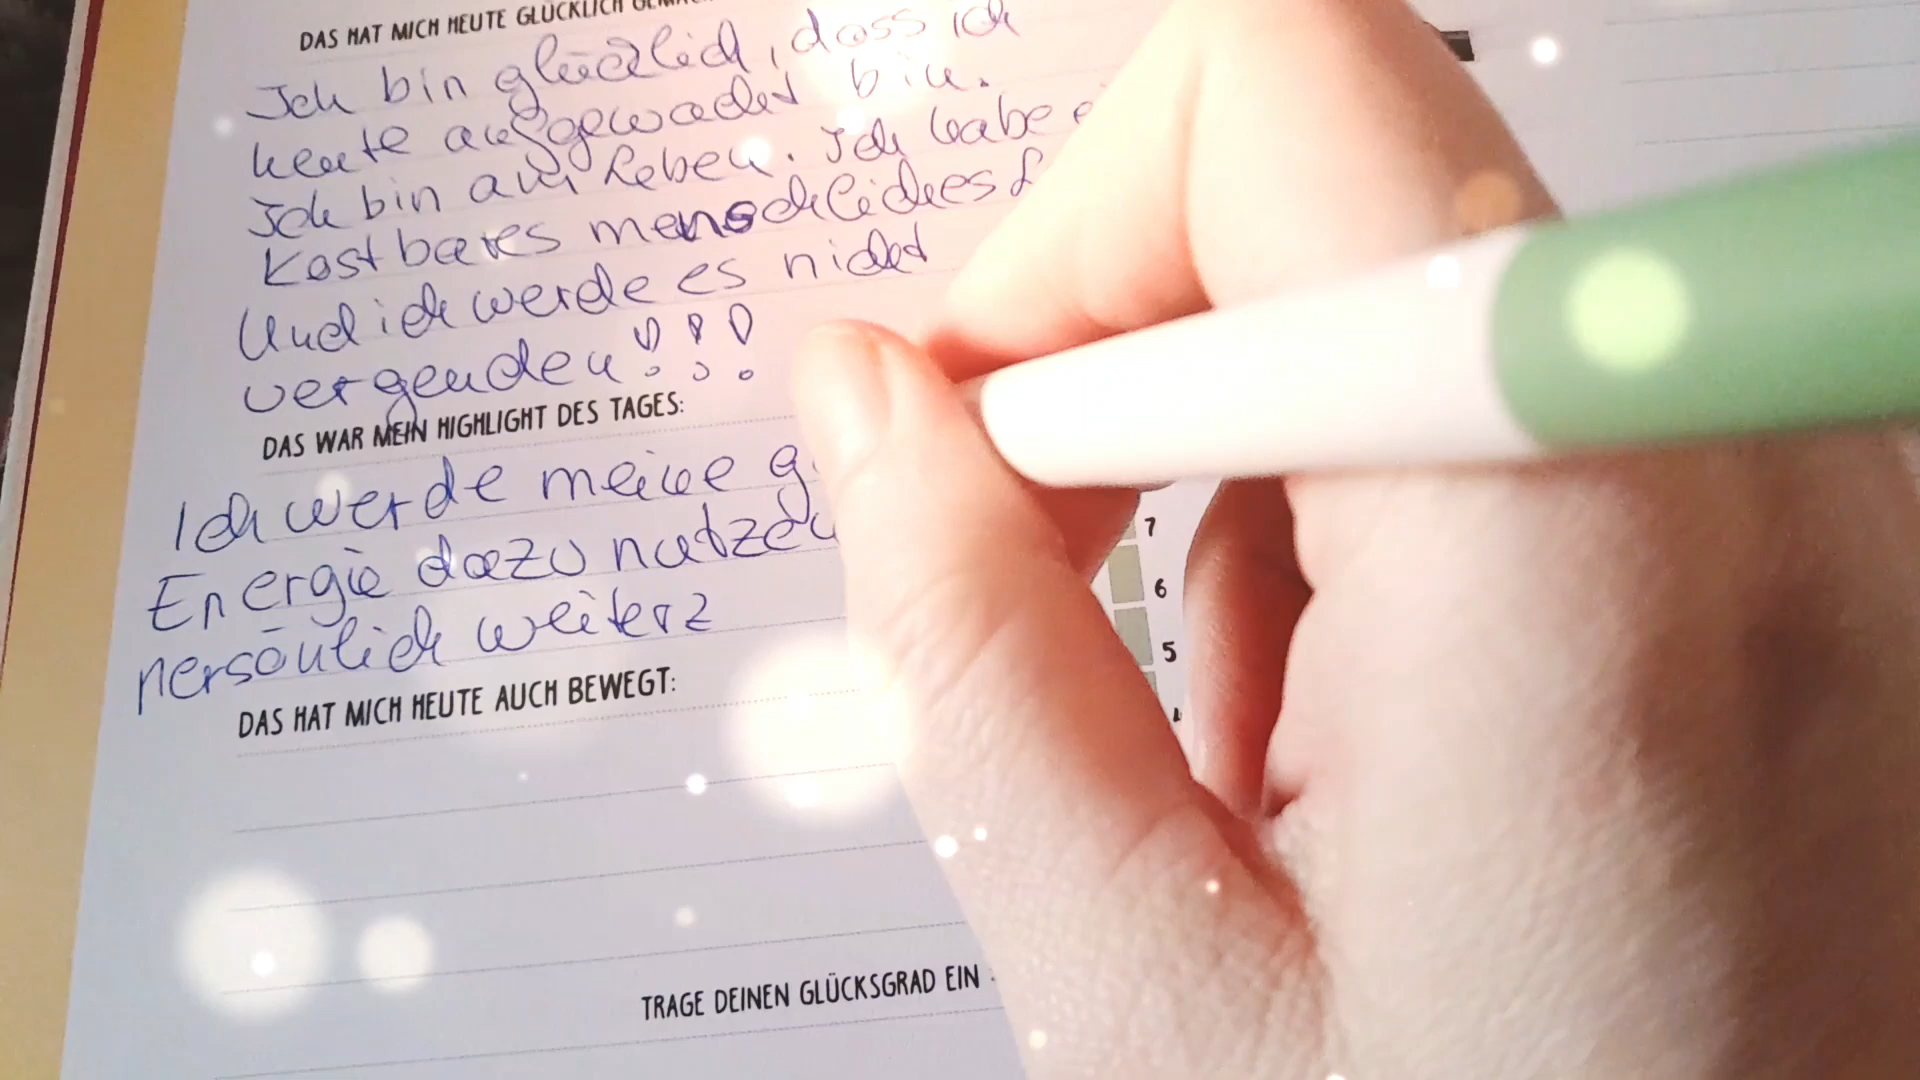 DAS HAT MICH HEUTE GLÜCKLICH
Ich bin glücklich, dass ich
heute aufgewacht bin.
Ich bin am Leben. Ich habe
kostbares menschliches
Und ich werde es nicht
vergeuden!!!
DAS WAR MEIN HIGHLIGHT DES TAGES:
Ich werde meine g
Energie dazu nutzen
persönlich weiterz
DAS HAT MICH HEUTE AUCH BEWEGT:
7
6
5
TRAGE DEINEN GLÜCKSGRAD EIN